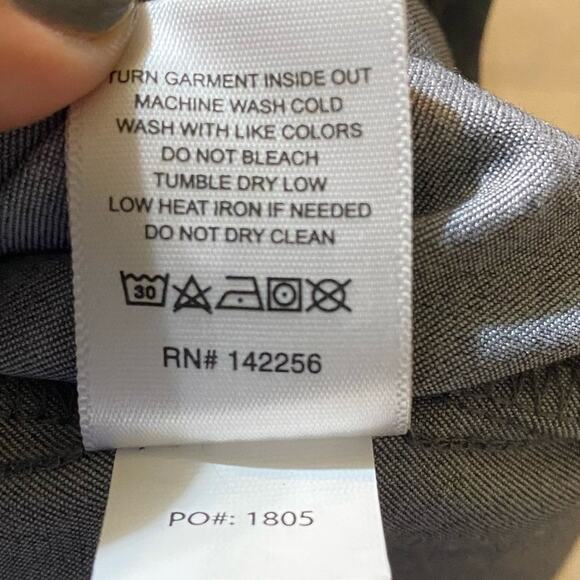 TURN GARMENT INSIDE OUT
MACHINE WASH COLD
WASH WITH LIKE COLORS
DO NOT BLEACH
TUMBLE DRY LOW
LOW HEAT IRON IF NEEDED
DO NOT DRY CLEAN
30
RN# 142256
PO#: 1805